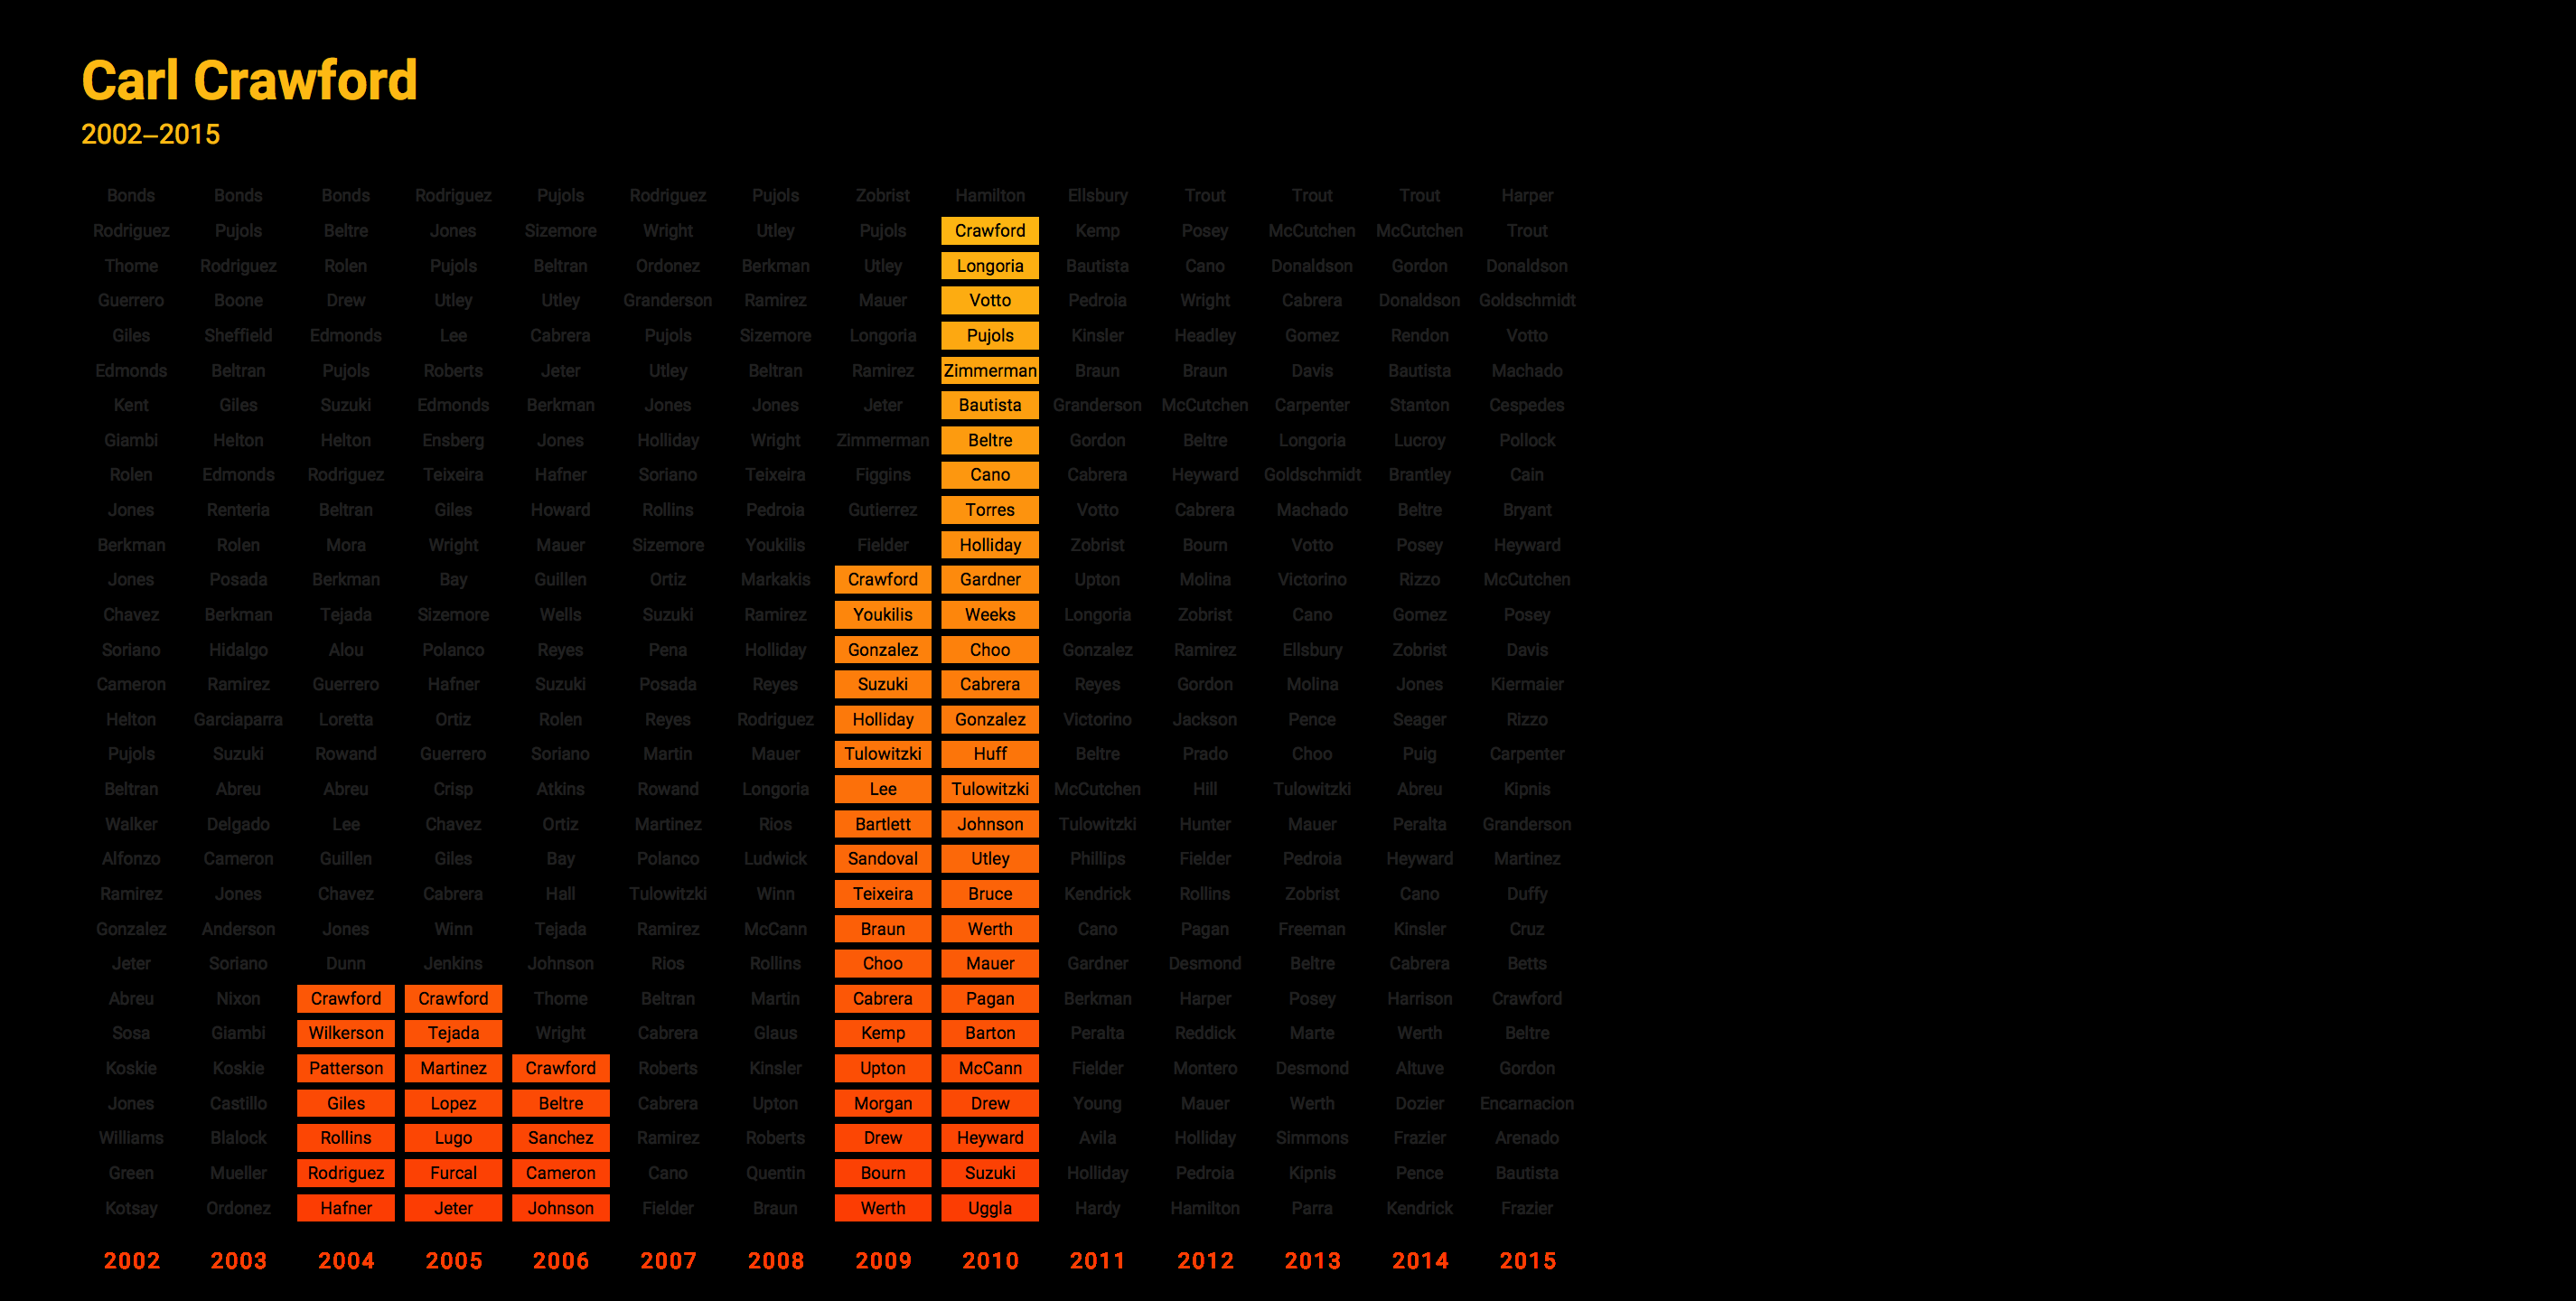 Carl Crawford
2002–2015
Bonds Bonds Bonds Rodriguez Pujols Rodriguez Pujols Zobrist Hamilton Ellsbury Trout Trout Trout Harper
Rodriguez Pujols Beltre Jones Sizemore Wright Utley Pujols Crawford Kemp Posey McCutchen McCutchen Trout
Thome Rodriguez Rolen Pujols Beltran Ordonez Berkman Utley Longoria Bautista Cano Donaldson Gordon Donaldson
Guerrero Boone Drew Utley Utley Granderson Ramirez Mauer Votto Pedroia Wright Cabrera Donaldson Goldschmidt
Giles Sheffield Edmonds Lee Cabrera Pujols Sizemore Longoria Pujols Kinsler Headley Gomez Rendon Votto
Edmonds Beltran Pujols Roberts Jeter Utley Beltran Ramirez Zimmerman Braun Braun Davis Bautista Machado
Kent Giles Suzuki Edmonds Berkman Jones Jones Jeter Bautista Granderson McCutchen Carpenter Stanton Cespedes
Giambi Helton Helton Ensberg Jones Holliday Wright Zimmerman Beltre Gordon Beltre Longoria Lucroy Pollock
Rolen Edmonds Rodriguez Teixeira Hafner Soriano Teixeira Figgins Cano Cabrera Heyward Goldschmidt Brantley Cain
Jones Renteria Beltran Giles Howard Rollins Pedroia Gutierrez Torres Votto Cabrera Machado Beltre Bryant
Berkman Rolen Mora Wright Mauer Sizemore Youkilis Fielder Holliday Zobrist Bourn Votto Posey Heyward
Jones Posada Berkman Bay Guillen Ortiz Markakis Crawford Gardner Upton Molina Victorino Rizzo McCutchen
Chavez Berkman Tejada Sizemore Wells Suzuki Ramirez Youkilis Weeks Longoria Zobrist Cano Gomez Posey
Soriano Hidalgo Alou Polanco Reyes Pena Holliday Gonzalez Choo Gonzalez Ramirez Ellsbury Zobrist Davis
Cameron Ramirez Guerrero Hafner Suzuki Posada Reyes Suzuki Cabrera Reyes Gordon Molina Jones Kiermaier
Helton Garciaparra Loretta Ortiz Rolen Reyes Rodriguez Holliday Gonzalez Victorino Jackson Pence Seager Rizzo
Pujols Suzuki Rowand Guerrero Soriano Martin Mauer Tulowitzki Huff Beltre Prado Choo Puig Carpenter
Beltran Abreu Abreu Crisp Atkins Rowand Longoria Lee Tulowitzki McCutchen Hill Tulowitzki Abreu Kipnis
Walker Delgado Lee Chavez Ortiz Martinez Rios Bartlett Johnson Tulowitzki Hunter Mauer Peralta Granderson
Alfonzo Cameron Guillen Giles Bay Polanco Ludwick Sandoval Utley Phillips Fielder Pedroia Heyward Martinez
Ramirez Jones Chavez Cabrera Hall Tulowitzki Winn Teixeira Bruce Kendrick Rollins Zobrist Cano Duffy
Gonzalez Anderson Jones Winn Tejada Ramirez McCann Braun Werth Cano Pagan Freeman Kinsler Cruz
Jeter Soriano Dunn Jenkins Johnson Rios Rollins Choo Mauer Gardner Desmond Beltre Cabrera Betts
Abreu Nixon Crawford Crawford Thome Beltran Martin Cabrera Pagan Berkman Harper Posey Harrison Crawford
Sosa Giambi Wilkerson Tejada Wright Cabrera Glaus Kemp Barton Peralta Reddick Marte Werth Beltre
Koskie Koskie Patterson Martinez Crawford Roberts Kinsler Upton McCann Fielder Montero Desmond Altuve Gordon
Jones Castillo Giles Lopez Beltre Cabrera Upton Morgan Drew Young Mauer Werth Dozier Encarnacion
Williams Blalock Rollins Lugo Sanchez Ramirez Roberts Drew Heyward Avila Holliday Simmons Frazier Arenado
Green Mueller Rodriguez Furcal Cameron Cano Quentin Bourn Suzuki Holliday Pedroia Kipnis Pence Bautista
Kotsay Ordonez Hafner Jeter Johnson Fielder Braun Werth Uggla Hardy Hamilton Parra Kendrick Frazier
2002 2003 2004 2005 2006 2007 2008 2009 2010 2011 2012 2013 2014 2015